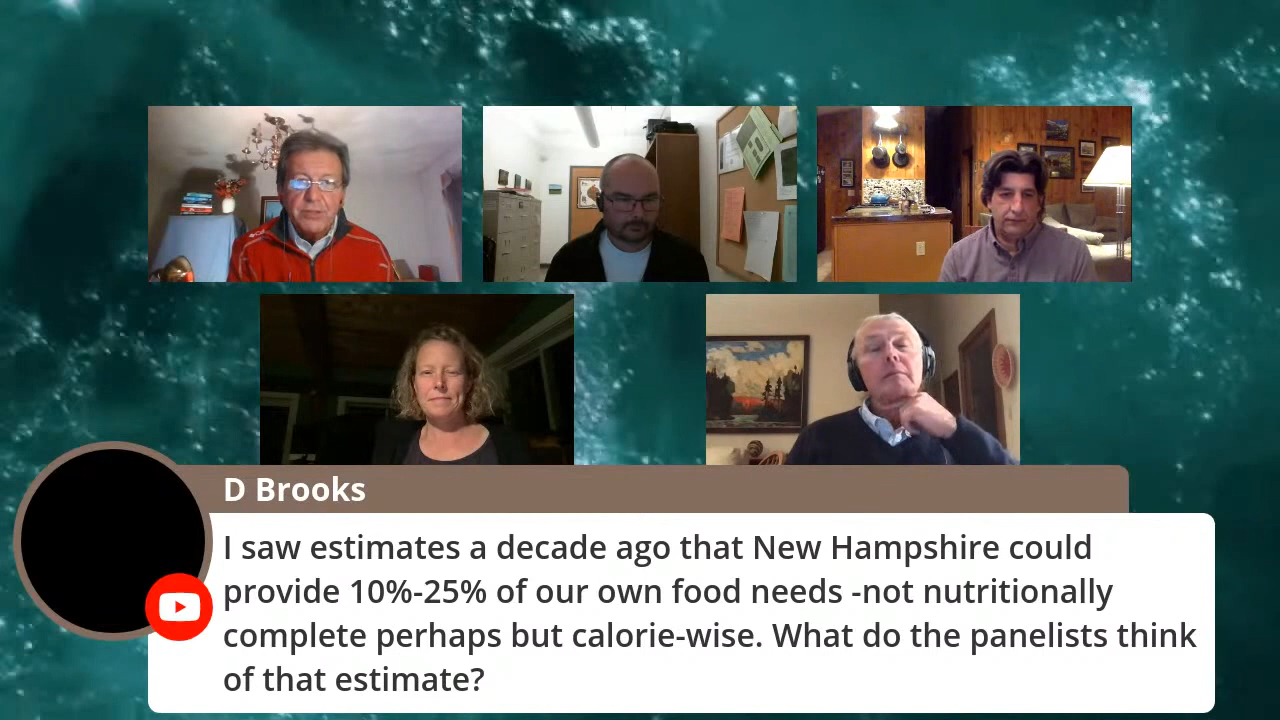 D Brooks
I saw estimates a decade ago that New Hampshire could
provide 10%-25% of our own food needs -not nutritionally
complete perhaps but calorie-wise. What do the panelists think
of that estimate?